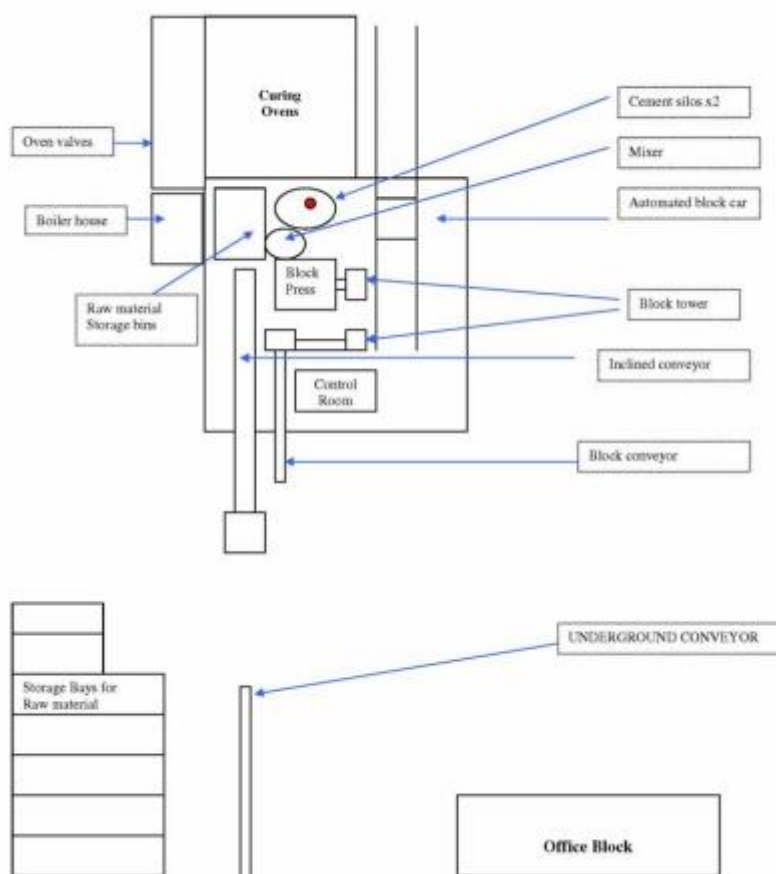 Curing
Ovens
Cement silos x2
Oven valves
Mixer
Automated block car
Boiler house
Block
Press
Raw material
Storage bins
Block tower
Inclined conveyor
Control
Room
Block conveyor
UNDERGROUND CONVEYOR
Storage Bays for
Raw material
Office Block